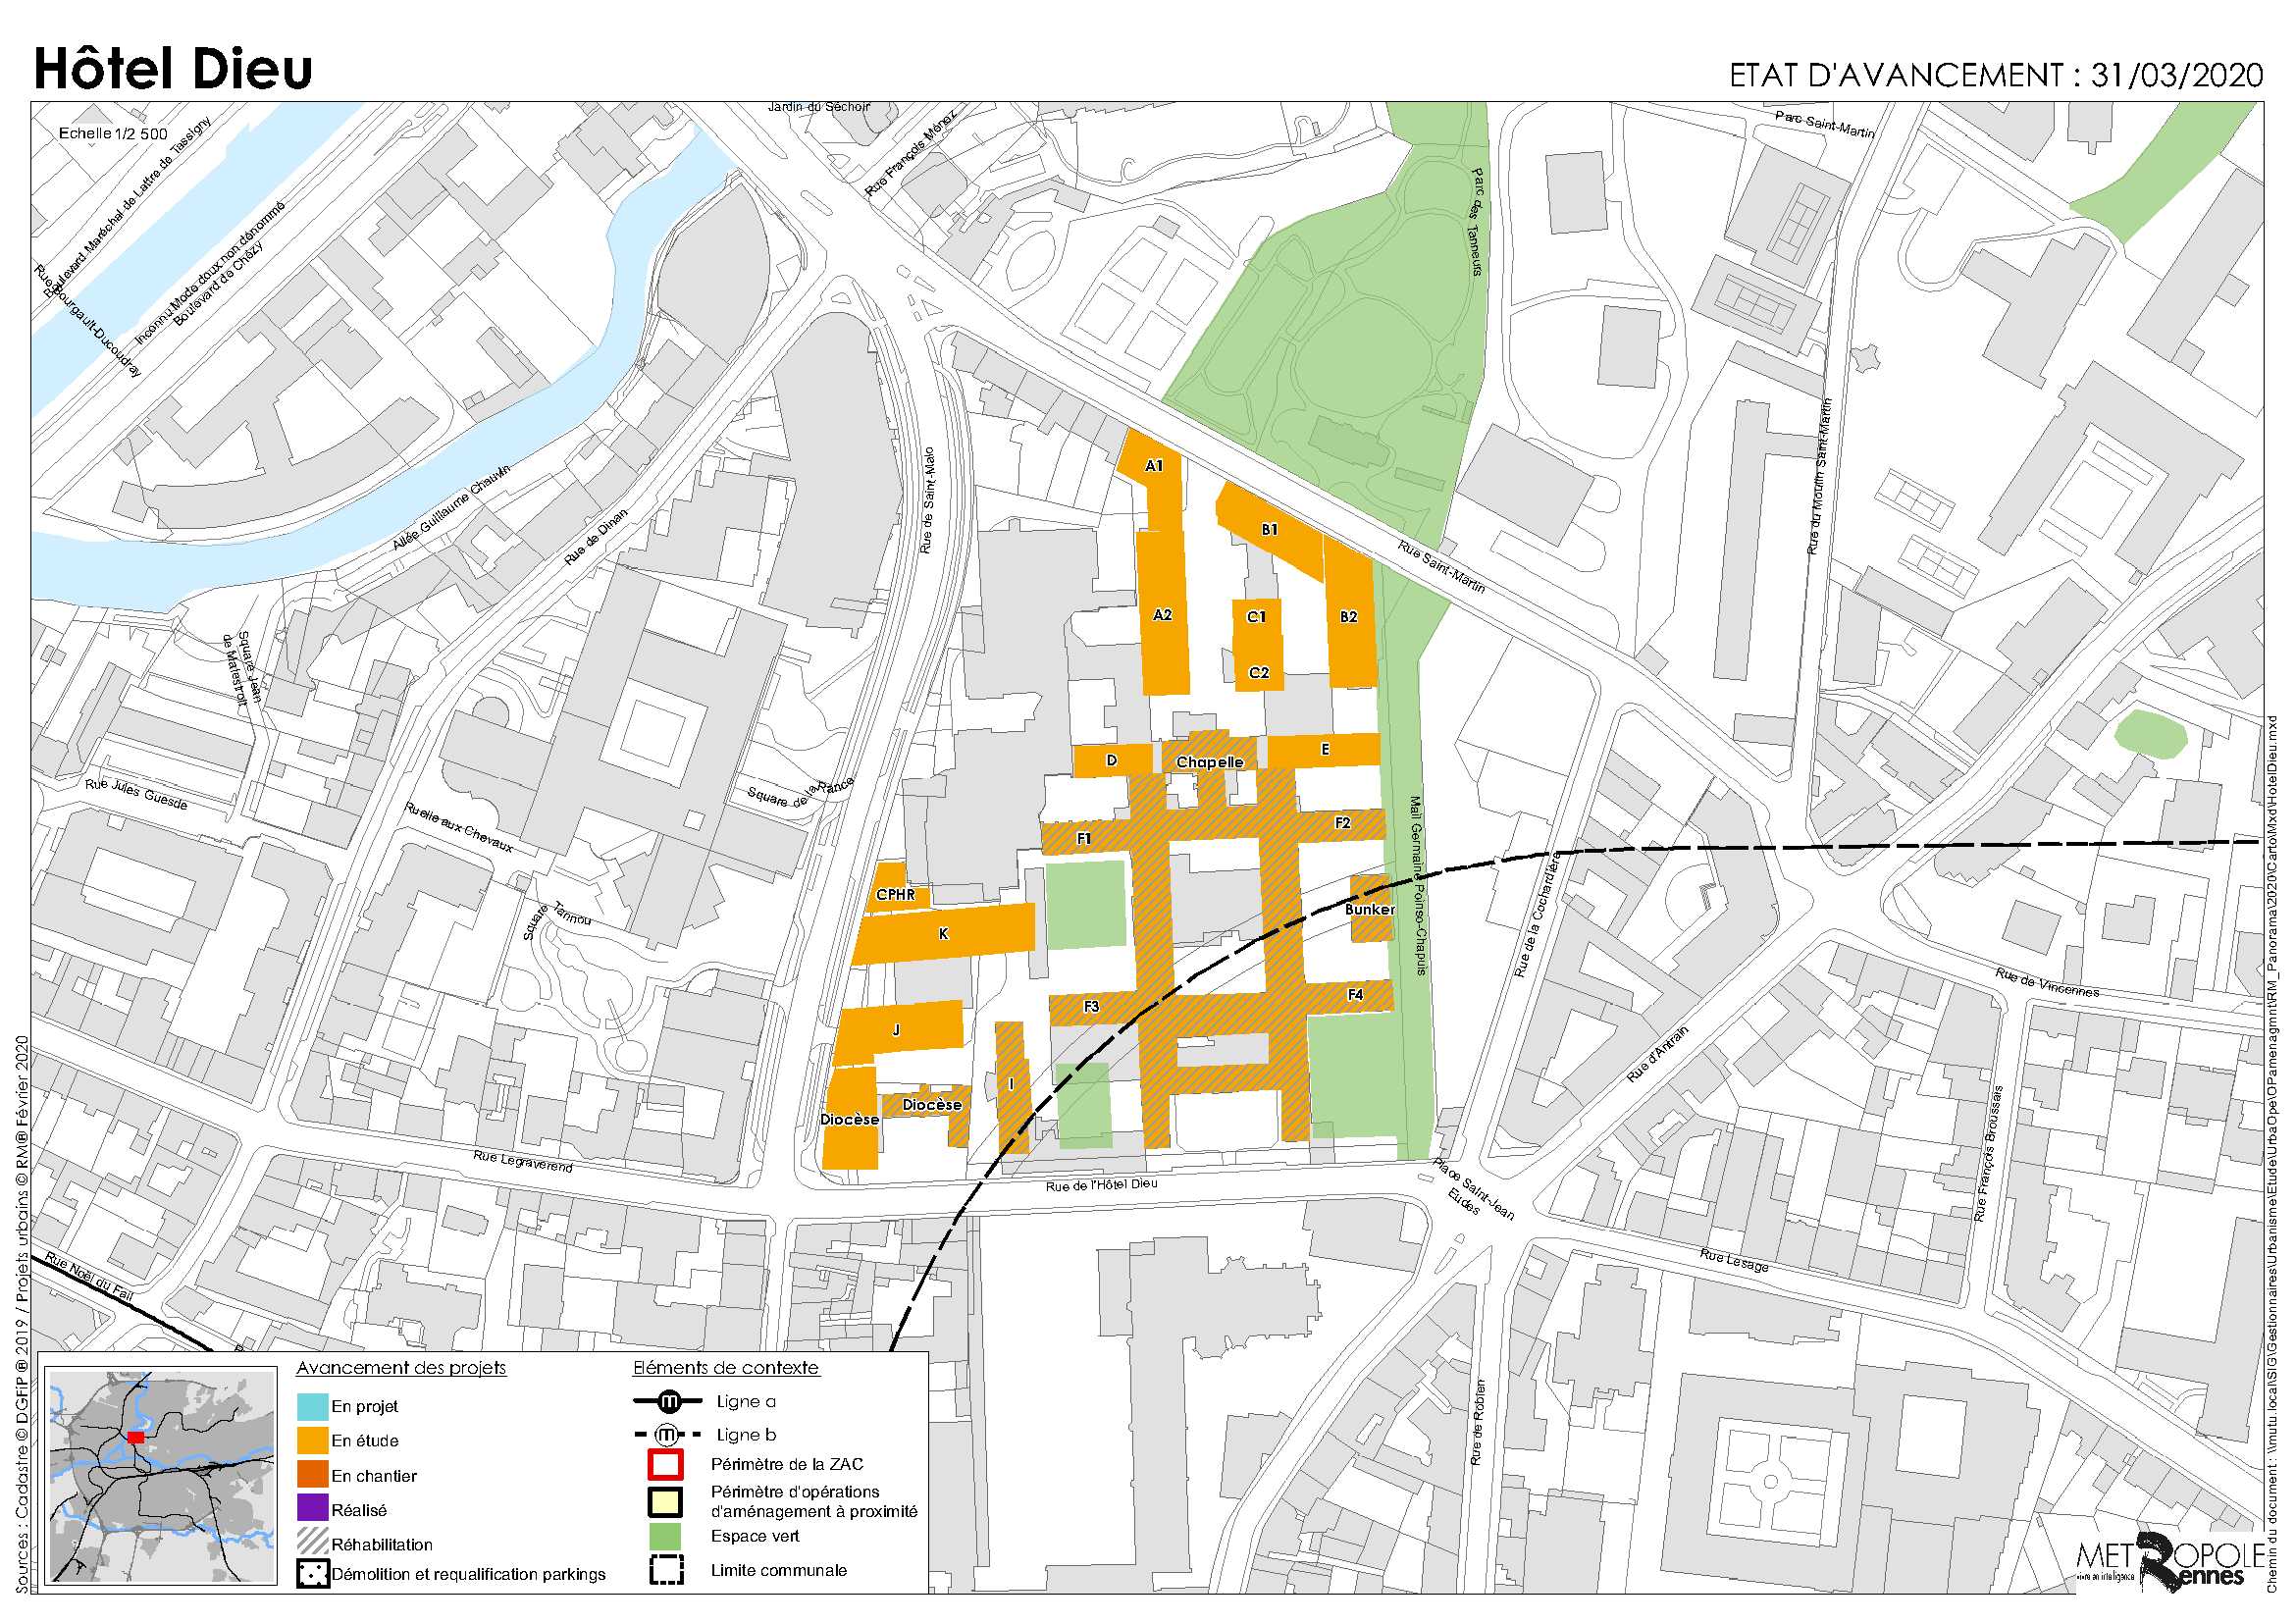 Hôtel Dieu
ETAT D'AVANCEMENT : 31/03/2020
Echelle 1/2 500
Jardin du Séchoir
Rue François Ménez
Parc Saint-Martin
Boulevard Maréchal de Lattre de Tassigny
Inconnu Mode doux non dénommé
Boulevard de Chézy
Rue Bourgault-Ducoudray
Parc des Tanneurs
Allée Guillaume Chauvin
Rue de Dinan
Rue de Saint-Malo
Rue Saint-Martin
Rue du Moulin Saint-Martin
A1
B1
A2
C1
B2
C2
Square Jean
de Malestroit
D
Chapelle
E
Rue Jules Guesde
Ruelle aux Chevaux
Square de la Rance
F1
F2
Mail Germaine Poinso-Chapuis
Rue de la Cochardière
CPHR
K
Bunker
Square Tannou
Rue de Vincennes
F3
F4
J
Rue d'Antrain
I
Diocèse
Diocèse
Rue Legraverend
Rue de l'Hôtel Dieu
Place Saint-Jean
Eudes
Rue François Broussais
Rue Lesage
Rue Noël du Fail
Rue de Robien
Avancement des projets
En projet
En étude
En chantier
Réalisé
Réhabilitation
Démolition et requalification parkings
Eléments de contexte
m
Ligne a
m
Ligne b
Périmètre de la ZAC
Périmètre d'opérations
d'aménagement à proximité
Espace vert
Limite communale
METROPOLE
Rennes
vivre en intelligence
Sources : Cadastre © DGFiP ® 2019 / Projets urbains © RM® Février 2020
Chemin du document : \\mutu.local\SIG\Gestionnaires\Urbanisme\Etude\UrbaOpe\OPamenagmnt\RM_Panorama\2020\Carto\Mxd\HotelDieu.mxd